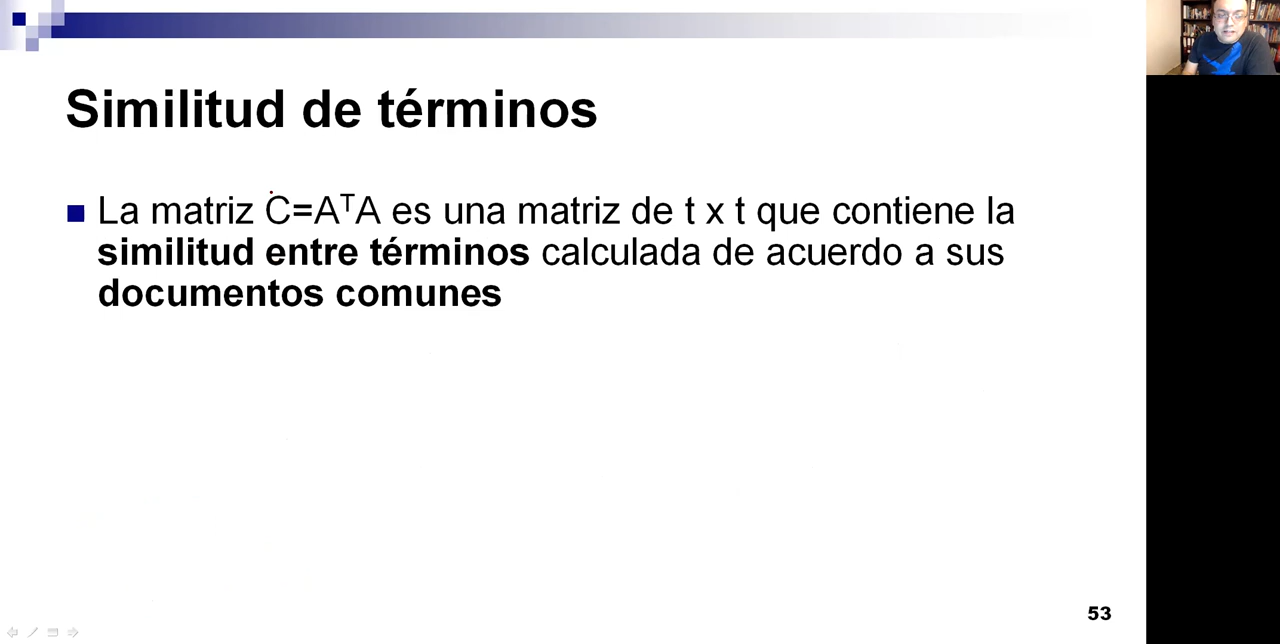 Similitud de términos
La matriz C=AᵀA es una matriz de t x t que contiene la
similitud entre términos calculada de acuerdo a sus
documentos comunes
53